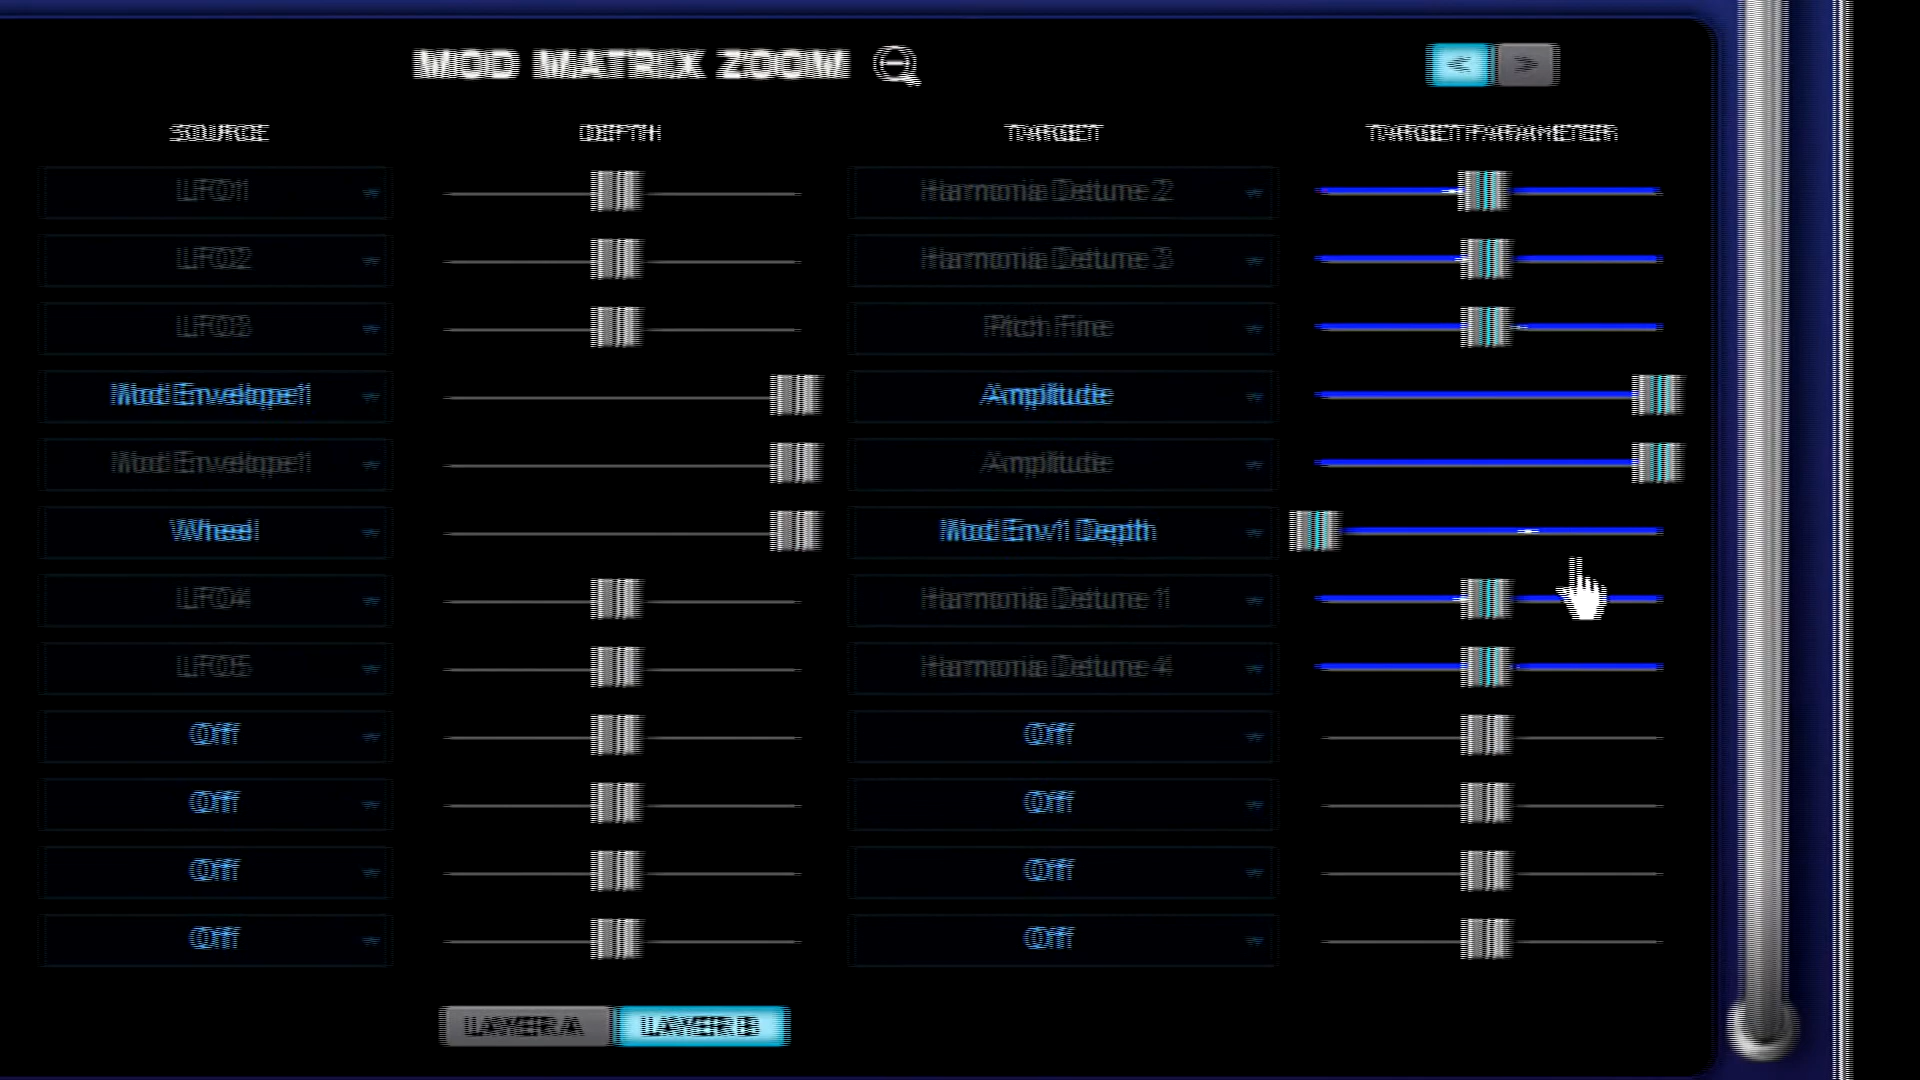 MOD MATRIX ZOOM < >
SOURCE DEPTH TARGET TARGET PARAMETER
LFO1 Harmonia Detune 2
LFO2 Harmonia Detune 3
LFO3 Pitch Fine
Mod Envelope1 Amplitude
Mod Envelope1 Amplitude
Wheel Mod Env1 Depth
LFO4 Harmonia Detune 1
LFO5 Harmonia Detune 4
Off Off
Off Off
Off Off
Off Off
LAYER A LAYER B